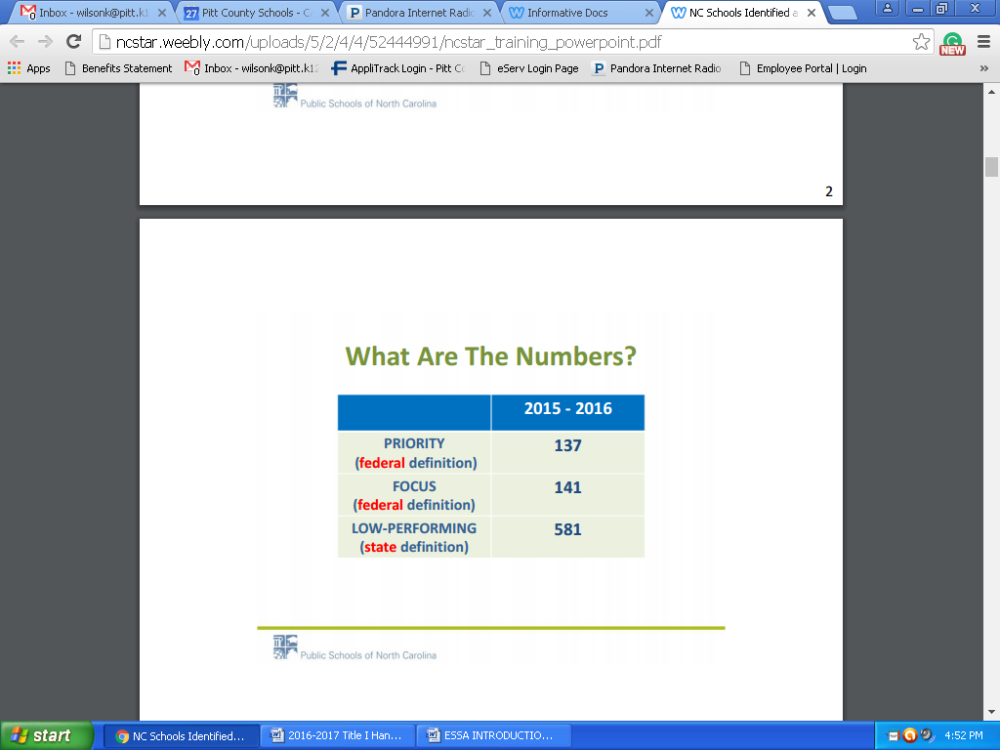 Inbox - wilsonk@pitt.k1
27 Pitt County Schools - C
P Pandora Internet Radio
W Informative Docs
W NC Schools Identified a
ncstar.weebly.com/uploads/5/2/4/4/52444991/ncstar_training_powerpoint.pdf
NEW
Apps
Benefits Statement
Inbox - wilsonk@pitt.k12
AppliTrack Login - Pitt Co
eServ Login Page
P Pandora Internet Radio
Employee Portal | Login
»
Public Schools of North Carolina
2
What Are The Numbers?
2015 - 2016
PRIORITY
(federal definition)
137
FOCUS
(federal definition)
141
LOW-PERFORMING
(state definition)
581
Public Schools of North Carolina
start
NC Schools Identified...
2016-2017 Title I Han...
ESSA INTRODUCTIO...
4:52 PM